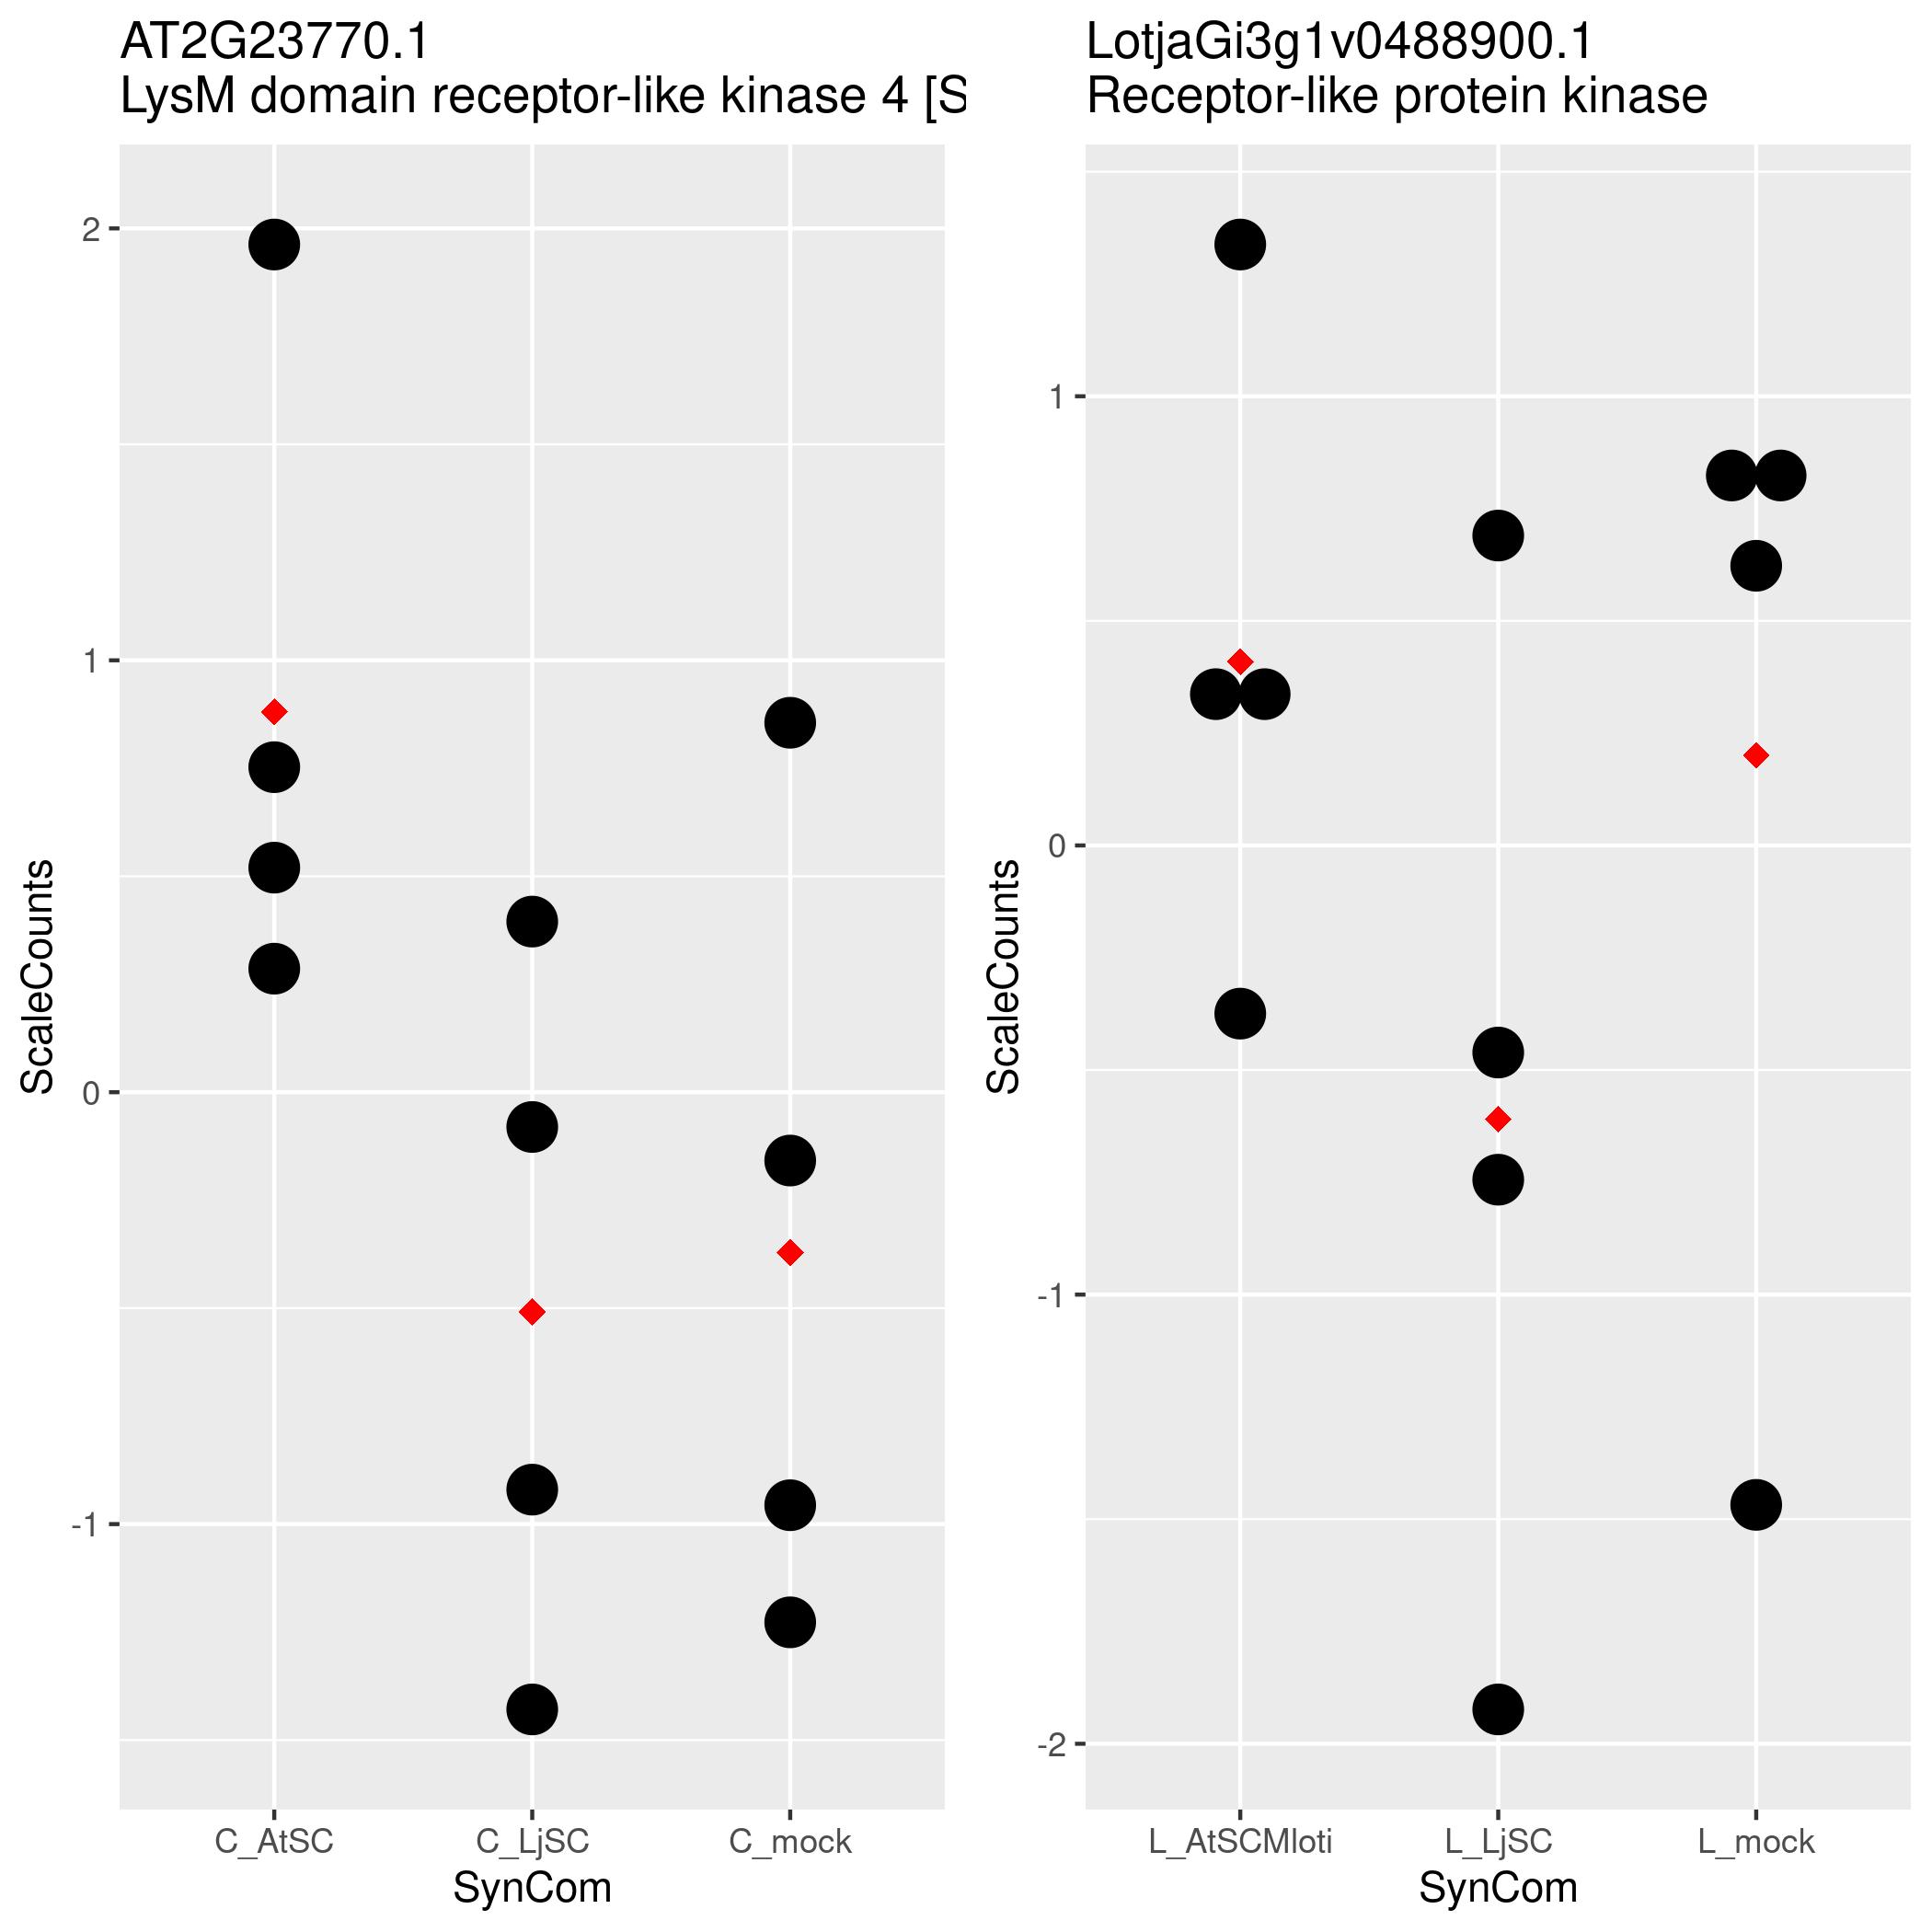 AT2G23770.1
LysM domain receptor-like kinase 4 [S
ScaleCounts
2
1
0
-1
C_AtSC
C_LjSC
C_mock
SynCom
LotjaGi3g1v0488900.1
Receptor-like protein kinase
ScaleCounts
1
0
-1
-2
L_AtSCMloti
L_LjSC
L_mock
SynCom